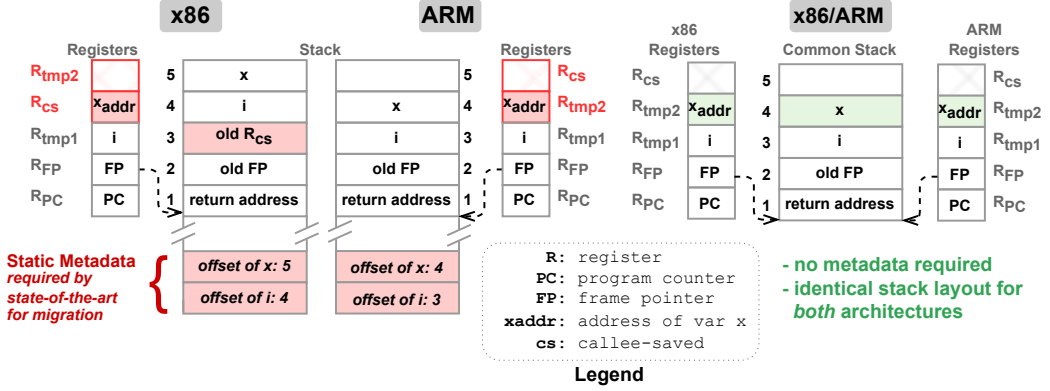 x86
ARM
x86/ARM
Registers
Stack
Registers
x86
Registers
Common Stack
ARM
Registers
Rtmp2
5
x
5
Rcs
Rcs
5
Rcs
Rcs
xaddr
4
i
x
4
xaddr
Rtmp2
Rtmp2
xaddr
4
x
xaddr
Rtmp2
Rtmp1
i
3
old Rcs
i
3
i
Rtmp1
Rtmp1
i
3
i
i
Rtmp1
RFP
FP
2
old FP
old FP
2
FP
RFP
RFP
FP
2
old FP
FP
RFP
RPC
PC
1
return address
return address
1
PC
RPC
RPC
PC
1
return address
PC
RPC
Static Metadata
required by
state-of-the-art
for migration
{
offset of x: 5
offset of x: 4
offset of i: 4
offset of i: 3
R: register
PC: program counter
FP: frame pointer
xaddr: address of var x
cs: callee-saved
Legend
- no metadata required
- identical stack layout for
both architectures